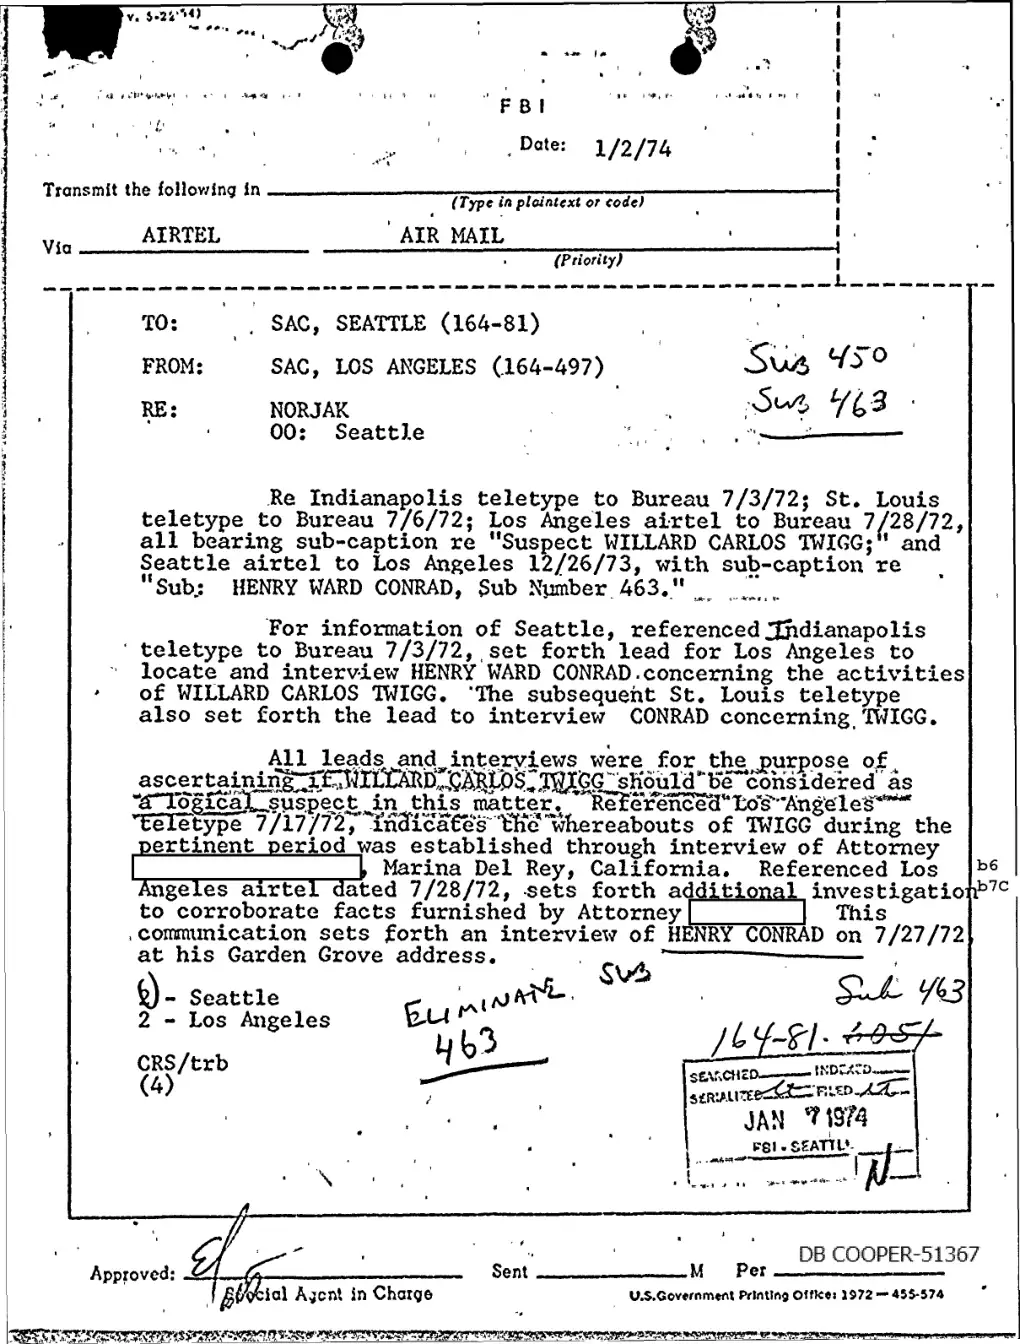 v. 5-22-64)
FBI
Date: 1/2/74
Transmit the following in
(Type in plaintext or code)
Via AIRTEL AIR MAIL
(Priority)
TO: SAC, SEATTLE (164-81)
FROM: SAC, LOS ANGELES (164-497)
Sub 450
RE: NORJAK
Sub 463
OO: Seattle
Re Indianapolis teletype to Bureau 7/3/72; St. Louis
teletype to Bureau 7/6/72; Los Angeles airtel to Bureau 7/28/72,
all bearing sub-caption re "Suspect WILLARD CARLOS TWIGG;" and
Seattle airtel to Los Angeles 12/26/73, with sub-caption re
"Sub: HENRY WARD CONRAD, Sub Number 463."
For information of Seattle, referenced Indianapolis
teletype to Bureau 7/3/72, set forth lead for Los Angeles to
locate and interview HENRY WARD CONRAD concerning the activities
of WILLARD CARLOS TWIGG. The subsequent St. Louis teletype
also set forth the lead to interview CONRAD concerning TWIGG.
All leads and interviews were for the purpose of
ascertaining if WILLARD CARLOS TWIGG should be considered as
a logical suspect in this matter. Referenced Los Angeles
teletype 7/17/72, indicates the whereabouts of TWIGG during the
pertinent period was established through interview of Attorney
, Marina Del Rey, California. Referenced Los
b6
Angeles airtel dated 7/28/72, sets forth additional investigation
b7C
to corroborate facts furnished by Attorney This
communication sets forth an interview of HENRY CONRAD on 7/27/72,
at his Garden Grove address.
2 - Seattle
2 - Los Angeles
ELIMINATE SUB
463
Sub 463
CRS/trb
(4)
164-81-
SEARCHED INDEXED
SERIALIZED FILED
JAN 7 1974
FBI - SEATTLE
N
DB COOPER-51367
Approved: Sent M Per
Special Agent in Charge
U.S.Government Printing Office: 1972 — 455-574